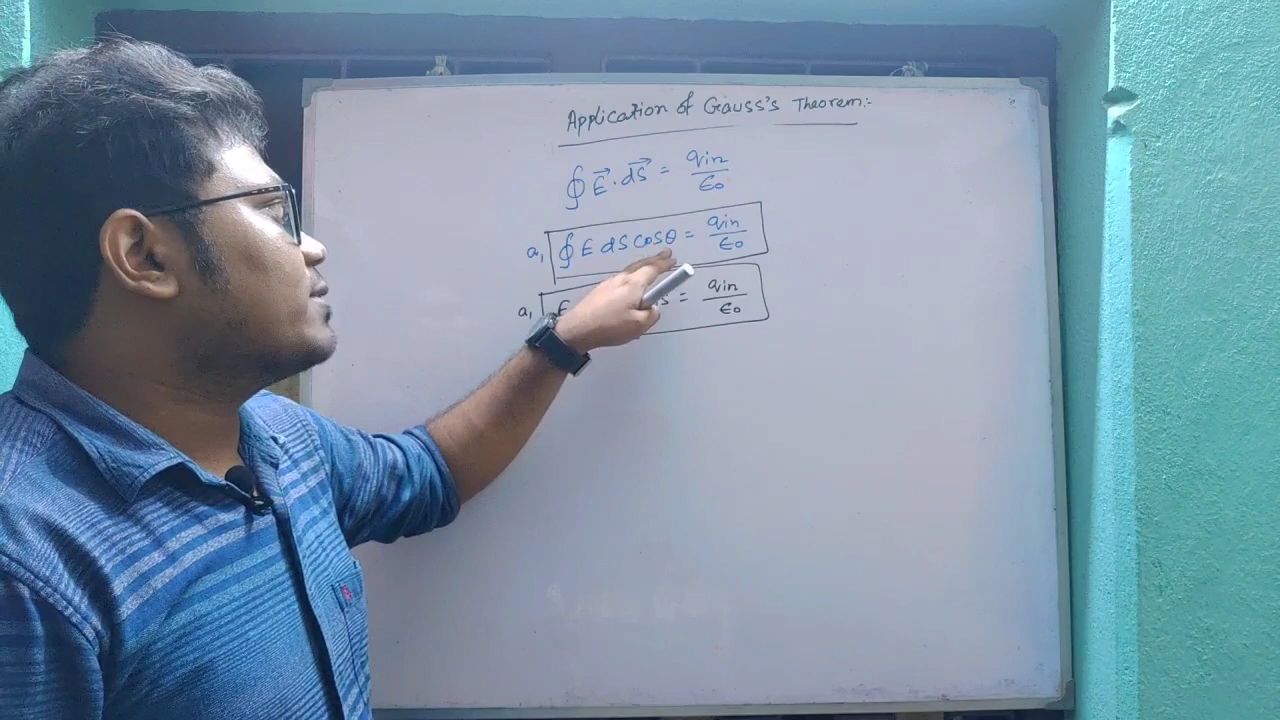 Application of Gauss's Theorem:-
∮ E⃗ · dS⃗ = qin/ϵ₀
a, ∮ E dS cosθ = qin/ϵ₀
a, E = qin/ϵ₀